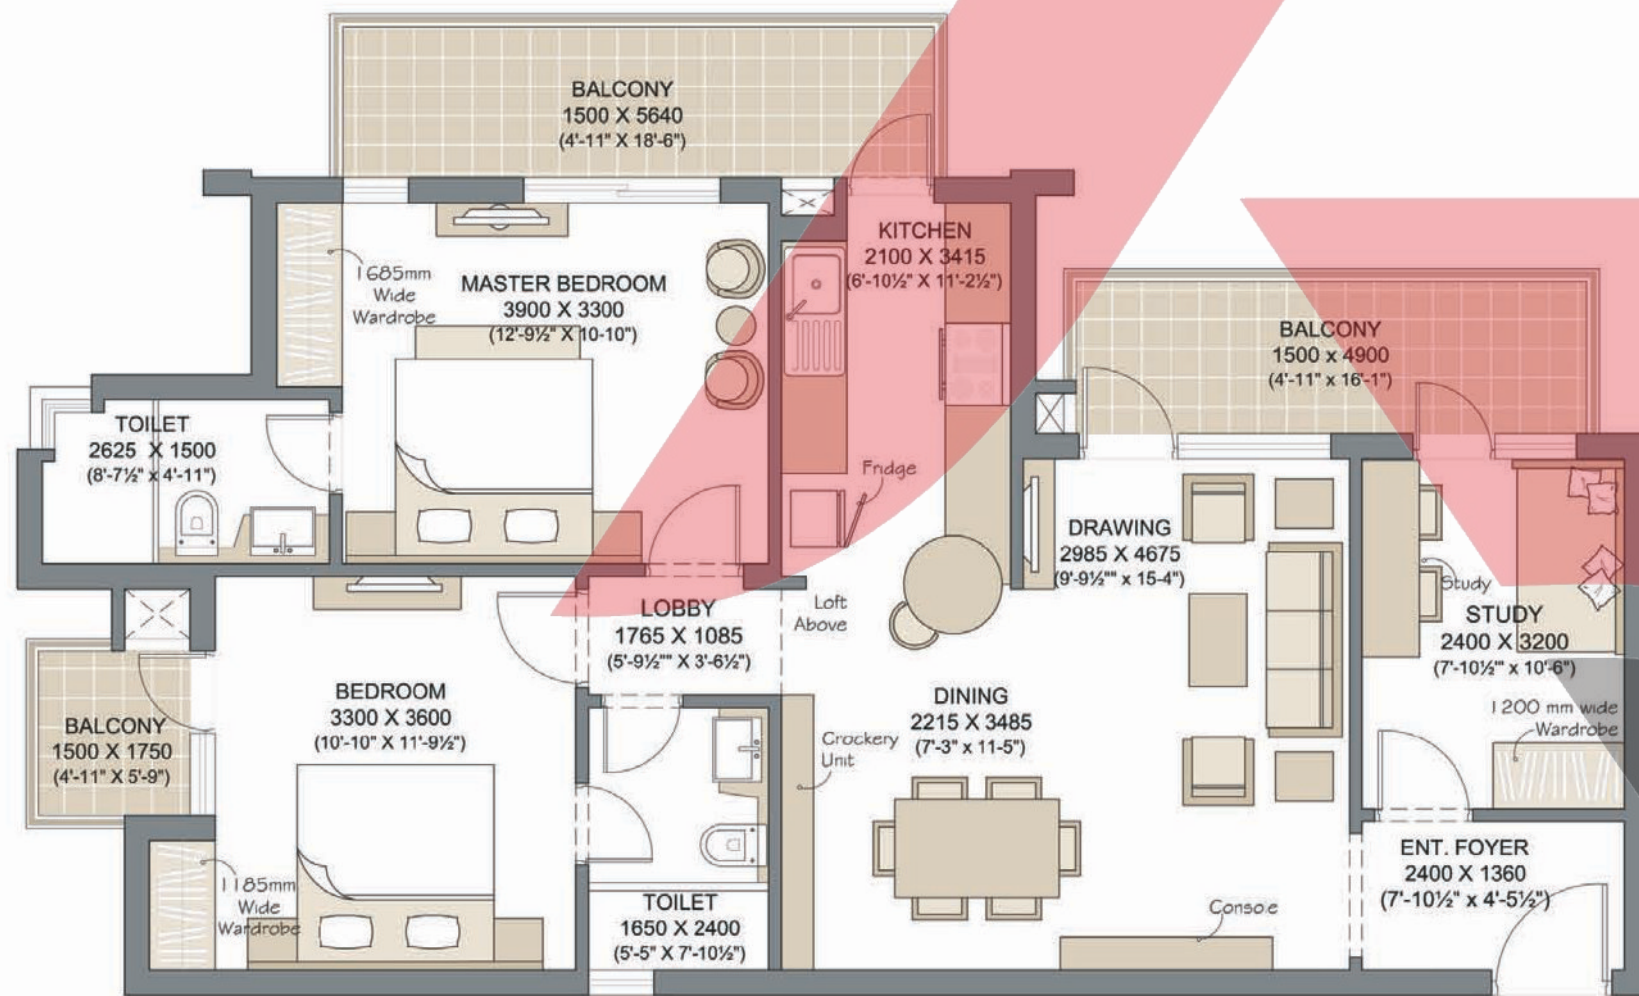 BALCONY
1500 X 5640
(4'-11" X 18'-6")
KITCHEN
2100 X 3415
(6'-10½" X 11'-2½")
1685mm
Wide
Wardrobe
MASTER BEDROOM
3900 X 3300
(12'-9½" X 10-10")
BALCONY
1500 x 4900
(4'-11" x 16'-1")
TOILET
2625 X 1500
(8'-7½" x 4'-11")
Fridge
DRAWING
2985 X 4675
(9'-9½"" x 15-4")
Study
STUDY
2400 X 3200
(7'-10½'" x 10'-6")
Loft
Above
LOBBY
1765 X 1085
(5'-9½"" X 3'-6½")
BEDROOM
3300 X 3600
(10'-10" X 11'-9½")
DINING
2215 X 3485
(7'-3" x 11-5")
BALCONY
1500 X 1750
(4'-11" X 5'-9")
Crockery
Unit
1200 mm wide
Wardrobe
1185mm
Wide
Wardrobe
TOILET
1650 X 2400
(5'-5" X 7'-10½")
Console
ENT. FOYER
2400 X 1360
(7'-10½" x 4'-5½")